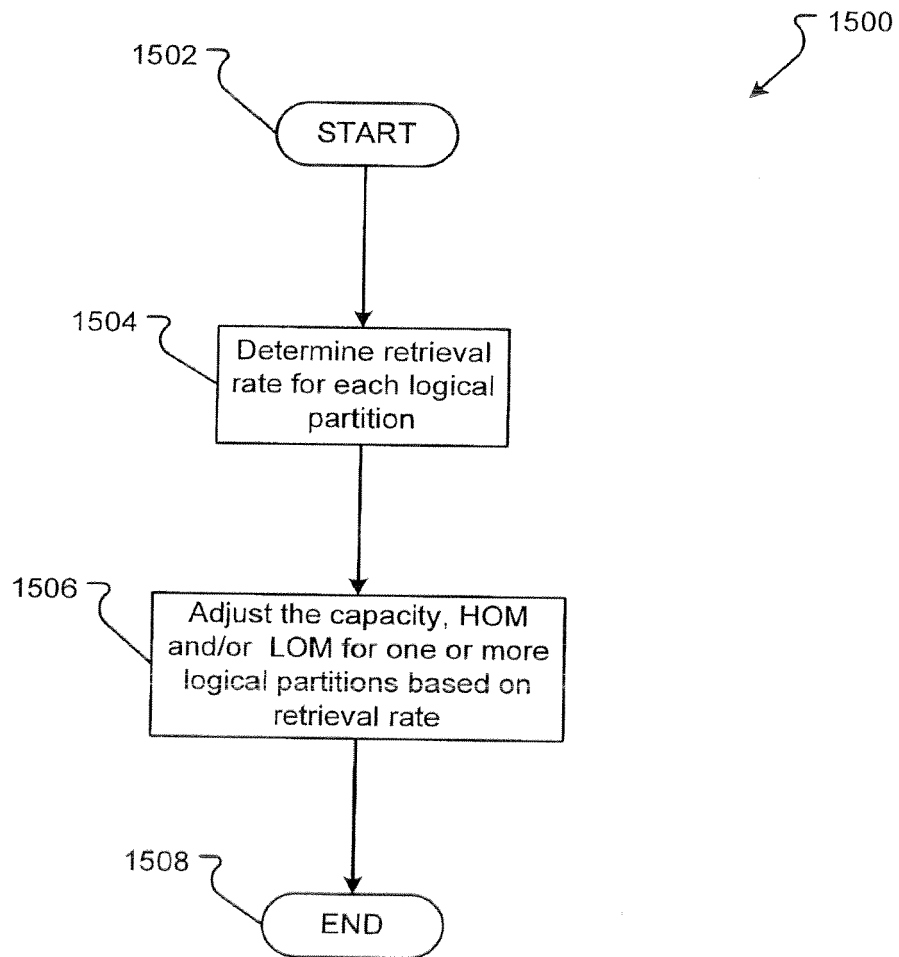 1500
1502
START
1504
Determine retrieval
rate for each logical
partition
1506
Adjust the capacity, HOM
and/or LOM for one or more
logical partitions based on
retrieval rate
1508
END